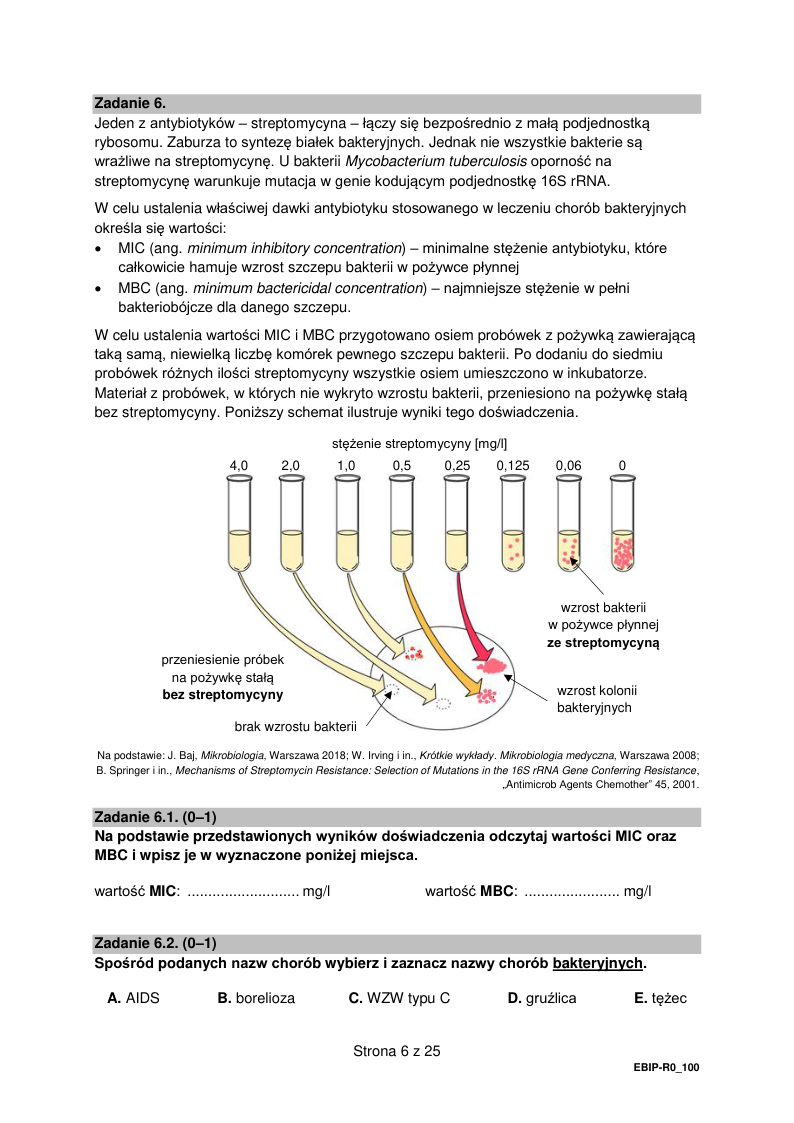 Zadanie 6.
Jeden z antybiotyków – streptomycyna – łączy się bezpośrednio z małą podjednostką
rybosomu. Zaburza to syntezę białek bakteryjnych. Jednak nie wszystkie bakterie są
wrażliwe na streptomycynę. U bakterii Mycobacterium tuberculosis oporność na
streptomycynę warunkuje mutacja w genie kodującym podjednostkę 16S rRNA.
W celu ustalenia właściwej dawki antybiotyku stosowanego w leczeniu chorób bakteryjnych
określa się wartości:
• MIC (ang. minimum inhibitory concentration) – minimalne stężenie antybiotyku, które
całkowicie hamuje wzrost szczepu bakterii w pożywce płynnej
• MBC (ang. minimum bactericidal concentration) – najmniejsze stężenie w pełni
bakteriobójcze dla danego szczepu.
W celu ustalenia wartości MIC i MBC przygotowano osiem probówek z pożywką zawierającą
taką samą, niewielką liczbę komórek pewnego szczepu bakterii. Po dodaniu do siedmiu
probówek różnych ilości streptomycyny wszystkie osiem umieszczono w inkubatorze.
Materiał z probówek, w których nie wykryto wzrostu bakterii, przeniesiono na pożywkę stałą
bez streptomycyny. Poniższy schemat ilustruje wyniki tego doświadczenia.
stężenie streptomycyny [mg/l]
4,0 2,0 1,0 0,5 0,25 0,125 0,06 0
wzrost bakterii
w pożywce płynnej
ze streptomycyną
przeniesienie próbek
na pożywkę stałą
bez streptomycyny
wzrost kolonii
bakteryjnych
brak wzrostu bakterii
Na podstawie: J. Baj, Mikrobiologia, Warszawa 2018; W. Irving i in., Krótkie wykłady. Mikrobiologia medyczna, Warszawa 2008;
B. Springer i in., Mechanisms of Streptomycin Resistance: Selection of Mutations in the 16S rRNA Gene Conferring Resistance,
„Antimicrob Agents Chemother” 45, 2001.
Zadanie 6.1. (0–1)
Na podstawie przedstawionych wyników doświadczenia odczytaj wartości MIC oraz
MBC i wpisz je w wyznaczone poniżej miejsca.
wartość MIC: ........................... mg/l wartość MBC: ....................... mg/l
Zadanie 6.2. (0–1)
Spośród podanych nazw chorób wybierz i zaznacz nazwy chorób bakteryjnych.
A. AIDS B. borelioza C. WZW typu C D. gruźlica E. tężec
Strona 6 z 25
EBIP-R0_100